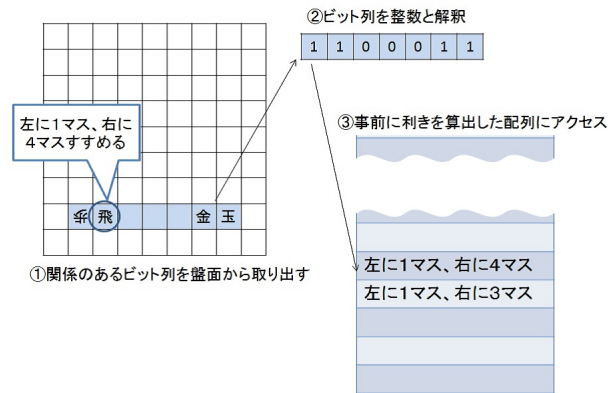 ②ビット列を整数と解釈
1 1 0 0 0 1 1
左に1マス、右に
4マスすすめる
③事前に利きを算出した配列にアクセス
歩 飛 金 玉
①関係のあるビット列を盤面から取り出す
左に1マス、右に4マス
左に1マス、右に3マス